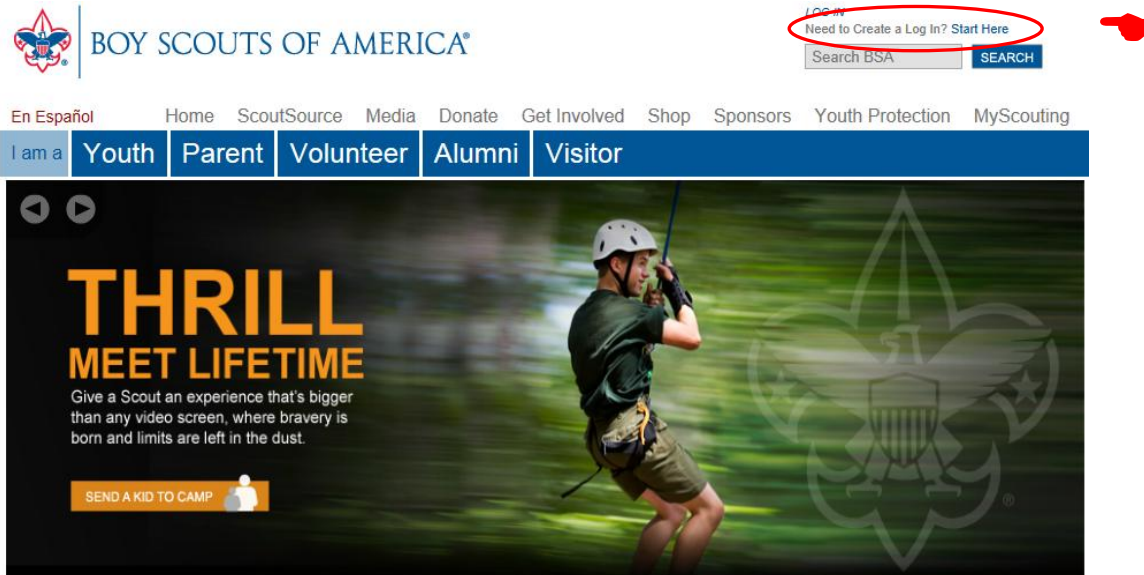 LOG IN
Need to Create a Log In? Start Here
BOY SCOUTS OF AMERICA®
Search BSA SEARCH
En Español Home ScoutSource Media Donate Get Involved Shop Sponsors Youth Protection MyScouting
I am a Youth Parent Volunteer Alumni Visitor
THRILL
MEET LIFETIME
Give a Scout an experience that's bigger
than any video screen, where bravery is
born and limits are left in the dust.
SEND A KID TO CAMP
®